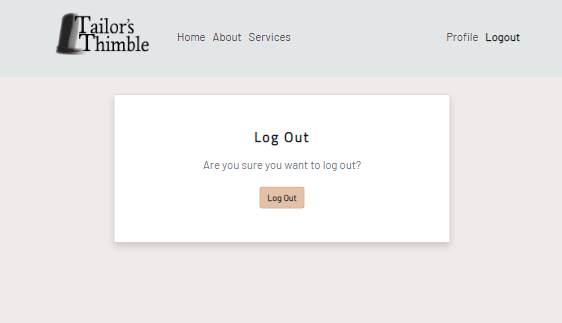 Tailor's
Thimble
Home About Services
Profile Logout
Log Out
Are you sure you want to log out?
Log Out